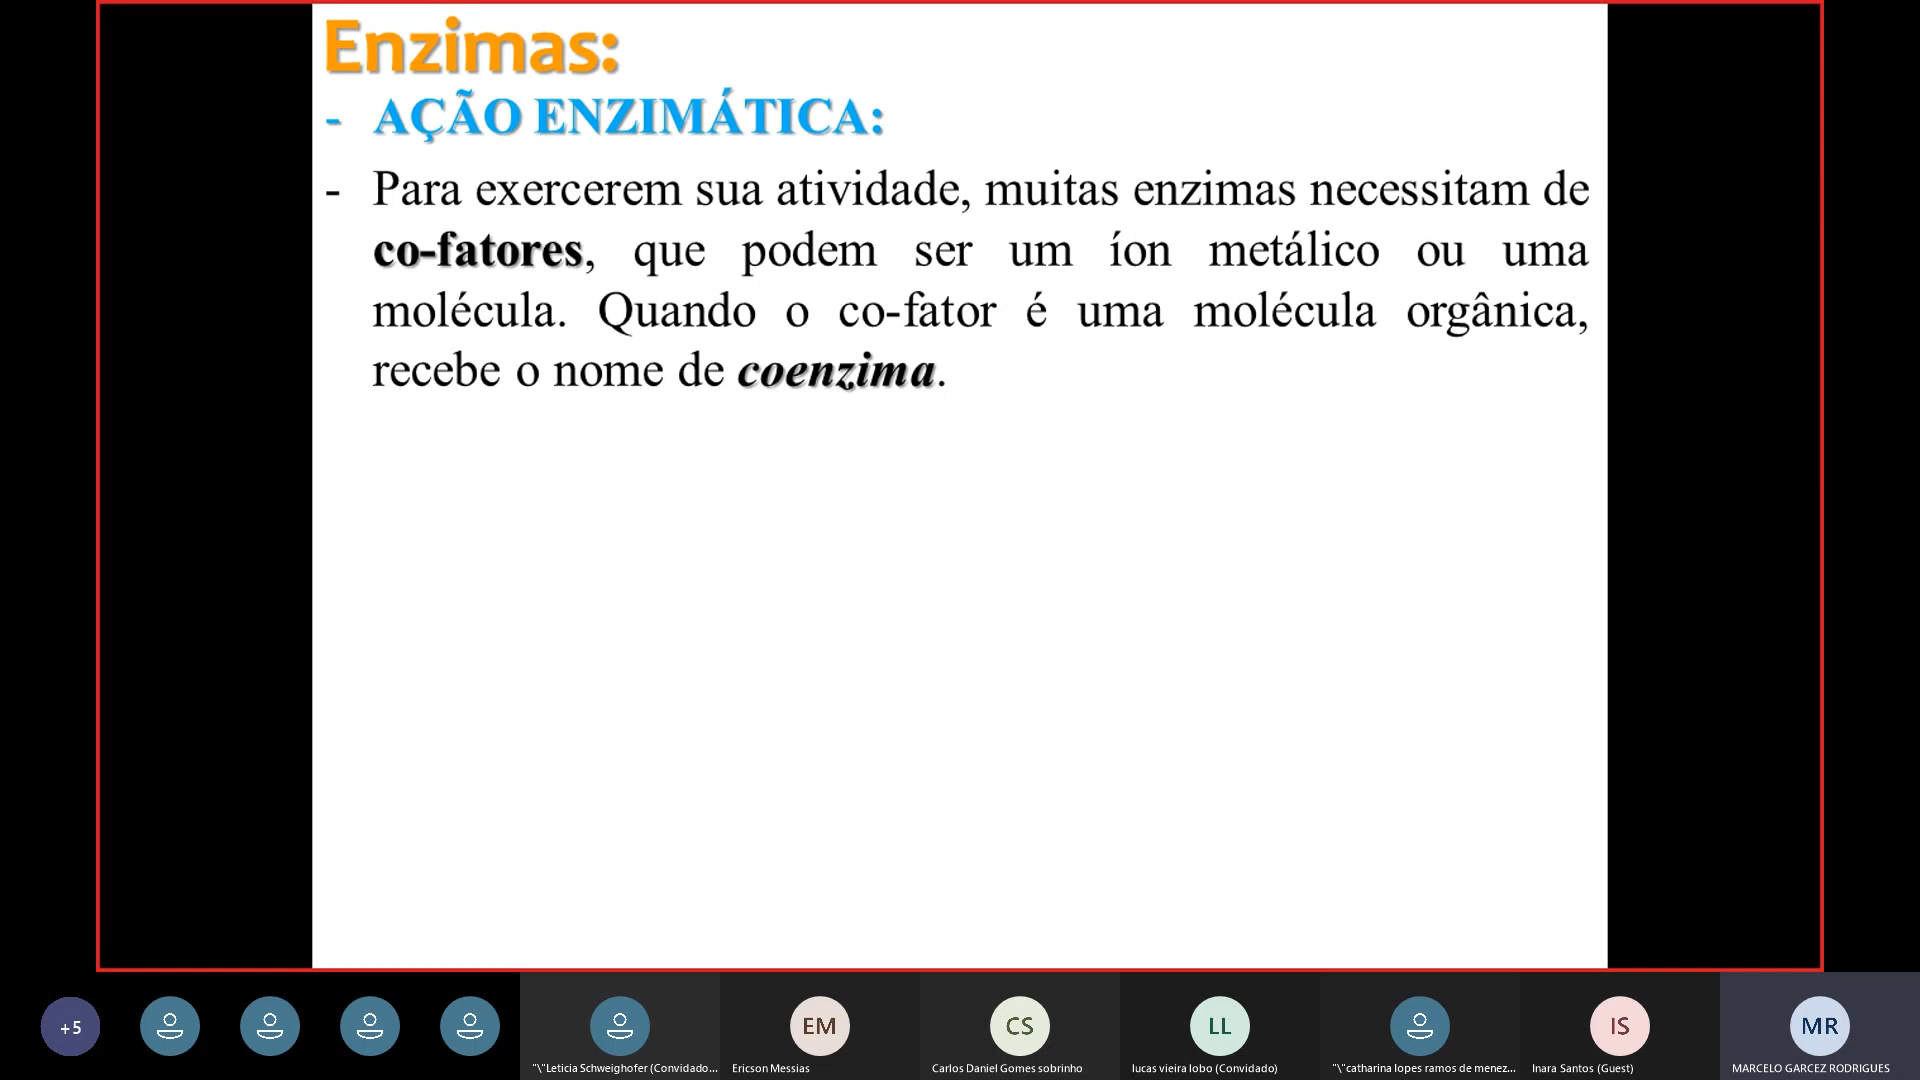 Enzimas:
- AÇÃO ENZIMÁTICA:
- Para exercerem sua atividade, muitas enzimas necessitam de
co-fatores, que podem ser um íon metálico ou uma
molécula. Quando o co-fator é uma molécula orgânica,
recebe o nome de coenzima.
+5
EM
CS
LL
IS
MR
"\"Leticia Schweighofer (Convidado...
Ericson Messias
Carlos Daniel Gomes sobrinho
lucas vieira lobo (Convidado)
"\"catharina lopes ramos de menez...
Inara Santos (Guest)
MARCELO GARCEZ RODRIGUES